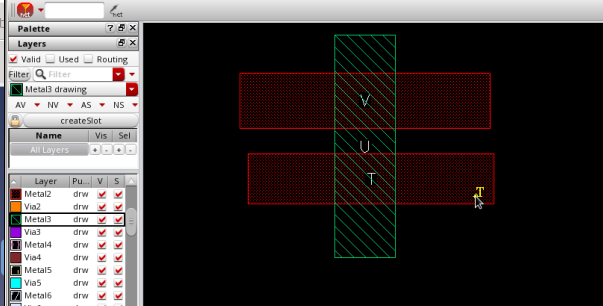 net
net
Palette ?
Layers
Valid Used Routing
Filter Filter
Metal3 drawing
AV NV AS NS
createSlot
Name Vis Sel
All Layers + - + -
Layer Pu... V S
Metal2 drw
Via2 drw
Metal3 drw
Via3 drw
Metal4 drw
Via4 drw
Metal5 drw
Via5 drw
Metal6 drw
V
U
T
T